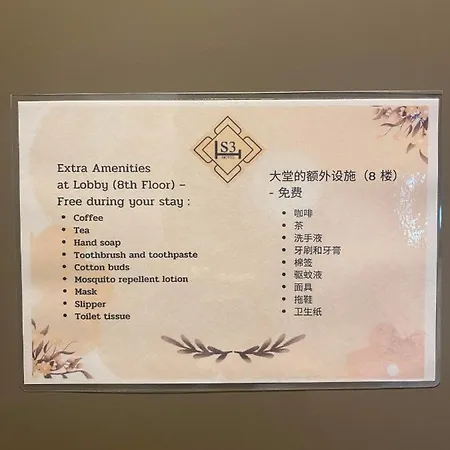 S3
HOTEL
Extra Amenities
at Lobby (8th Floor) –
Free during your stay :
• Coffee
• Tea
• Hand soap
• Toothbrush and toothpaste
• Cotton buds
• Mosquito repellent lotion
• Mask
• Slipper
• Toilet tissue
大堂的额外设施（8 楼）
- 免费
• 咖啡
• 茶
• 洗手液
• 牙刷和牙膏
• 棉签
• 驱蚊液
• 面具
• 拖鞋
• 卫生纸